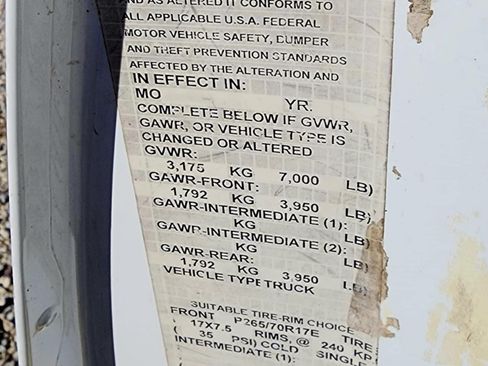 AND AS ALTERED IT CONFORMS TO
ALL APPLICABLE U.S.A. FEDERAL
MOTOR VEHICLE SAFETY, BUMPER
AND THEFT PREVENTION STANDARDS
AFFECTED BY THE ALTERATION AND
IN EFFECT IN:
MO YR:
COMPLETE BELOW IF GVWR,
GAWR, OR VEHICLE TYPE IS
CHANGED OR ALTERED
GVWR:
3,175 KG 7,000 LB)
GAWR-FRONT:
1,792 KG 3,950 LB)
GAWR-INTERMEDIATE (1):
KG LB)
GAWR-INTERMEDIATE (2):
KG LB)
GAWR-REAR:
1,792 KG 3,950 LB)
VEHICLE TYPE TRUCK
SUITABLE TIRE-RIM CHOICE
FRONT P265/70R17E TIRE
17X7.5 RIMS, @ 240 KP
( 35 PSI) COLD SINGLE
INTERMEDIATE (1):